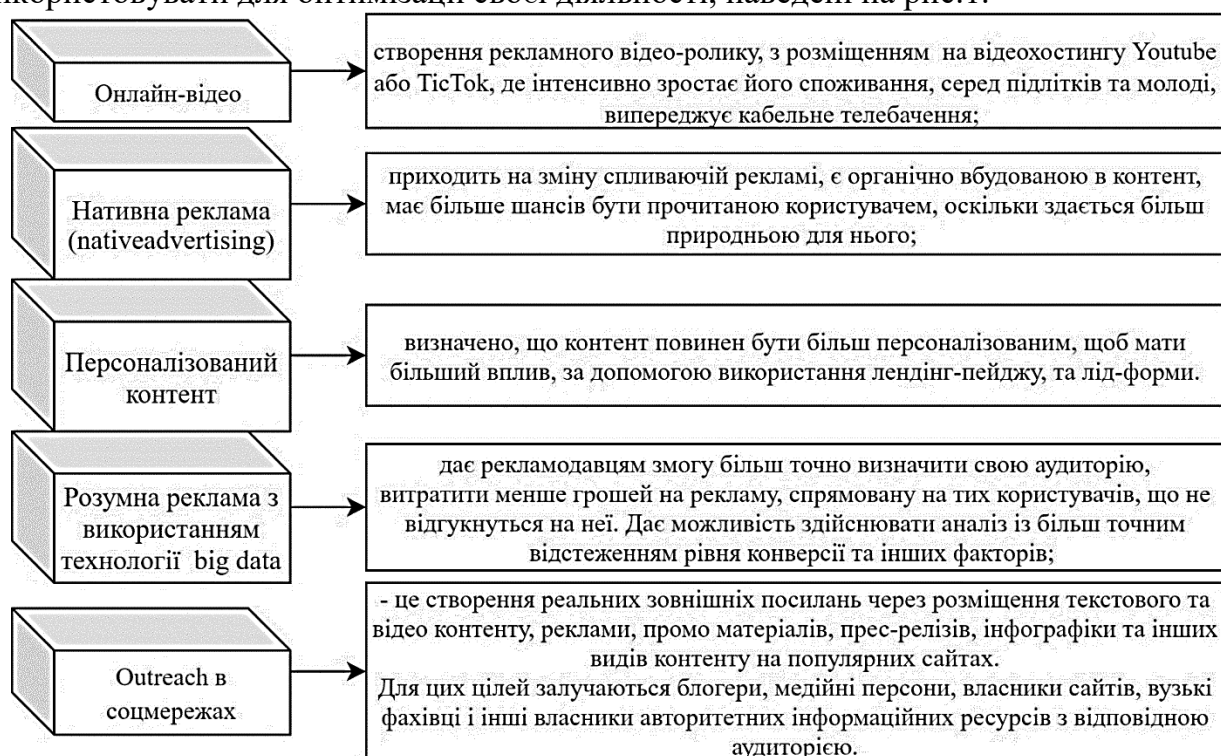 використовувати для оптимізації своєї діяльності, наведені на рис.1.
Онлайн-відео
створення рекламного відео-ролику, з розміщенням на відеохостингу Youtube
або TicTok, де інтенсивно зростає його споживання, серед підлітків та молоді,
випереджує кабельне телебачення;
Нативна реклама
(nativeadvertising)
приходить на зміну спливаючій рекламі, є органічно вбудованою в контент,
має більше шансів бути прочитаною користувачем, оскільки здається більш
природньою для нього;
Персоналізований
контент
визначено, що контент повинен бути більш персоналізованим, щоб мати
більший вплив, за допомогою використання лендінг-пейджу, та лід-форми.
Розумна реклама з
використанням
технології big data
дає рекламодавцям змогу більш точно визначити свою аудиторію,
витратити менше грошей на рекламу, спрямовану на тих користувачів, що не
відгукнуться на неї. Дає можливість здійснювати аналіз із більш точним
відстеженням рівня конверсії та інших факторів;
Outreach в
соцмережах
- це створення реальних зовнішніх посилань через розміщення текстового та
відео контенту, реклами, промо матеріалів, прес-релізів, інфографіки та інших
видів контенту на популярних сайтах.
Для цих цілей залучаються блогери, медійні персони, власники сайтів, вузькі
фахівці і інші власники авторитетних інформаційних ресурсів з відповідною
аудиторією.